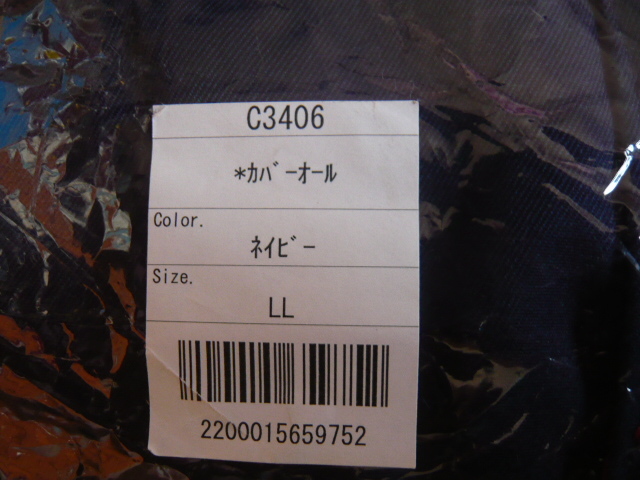 C3406
*ｶﾊﾞｰｵｰﾙ
Color.
ﾈｲﾋﾞｰ
Size.
LL
2200015659752